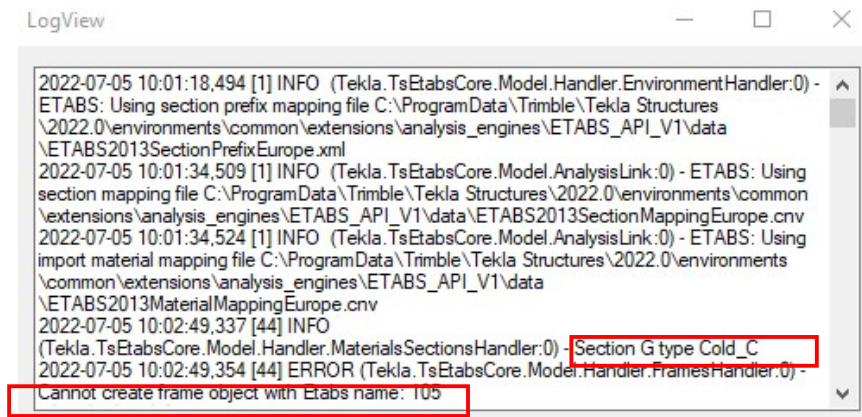 LogView
2022-07-05 10:01:18,494 [1] INFO  (Tekla.TsEtabsCore.Model.Handler.EnvironmentHandler:0) -
ETABS: Using section prefix mapping file C:\ProgramData\Trimble\Tekla Structures
\2022.0\environments\common\extensions\analysis_engines\ETABS_API_V1\data
\ETABS2013SectionPrefixEurope.xml
2022-07-05 10:01:34,509 [1] INFO  (Tekla.TsEtabsCore.Model.AnalysisLink:0) - ETABS: Using
section mapping file C:\ProgramData\Trimble\Tekla Structures\2022.0\environments\common
\extensions\analysis_engines\ETABS_API_V1\data\ETABS2013SectionMappingEurope.cnv
2022-07-05 10:01:34,524 [1] INFO  (Tekla.TsEtabsCore.Model.AnalysisLink:0) - ETABS: Using
import material mapping file C:\ProgramData\Trimble\Tekla Structures\2022.0\environments
\common\extensions\analysis_engines\ETABS_API_V1\data
\ETABS2013MaterialMappingEurope.cnv
2022-07-05 10:02:49,337 [44] INFO
(Tekla.TsEtabsCore.Model.Handler.MaterialsSectionsHandler:0) - Section G type Cold_C
2022-07-05 10:02:49,354 [44] ERROR (Tekla.TsEtabsCore.Model.Handler.FramesHandler:0) -
Cannot create frame object with Etabs name: 105